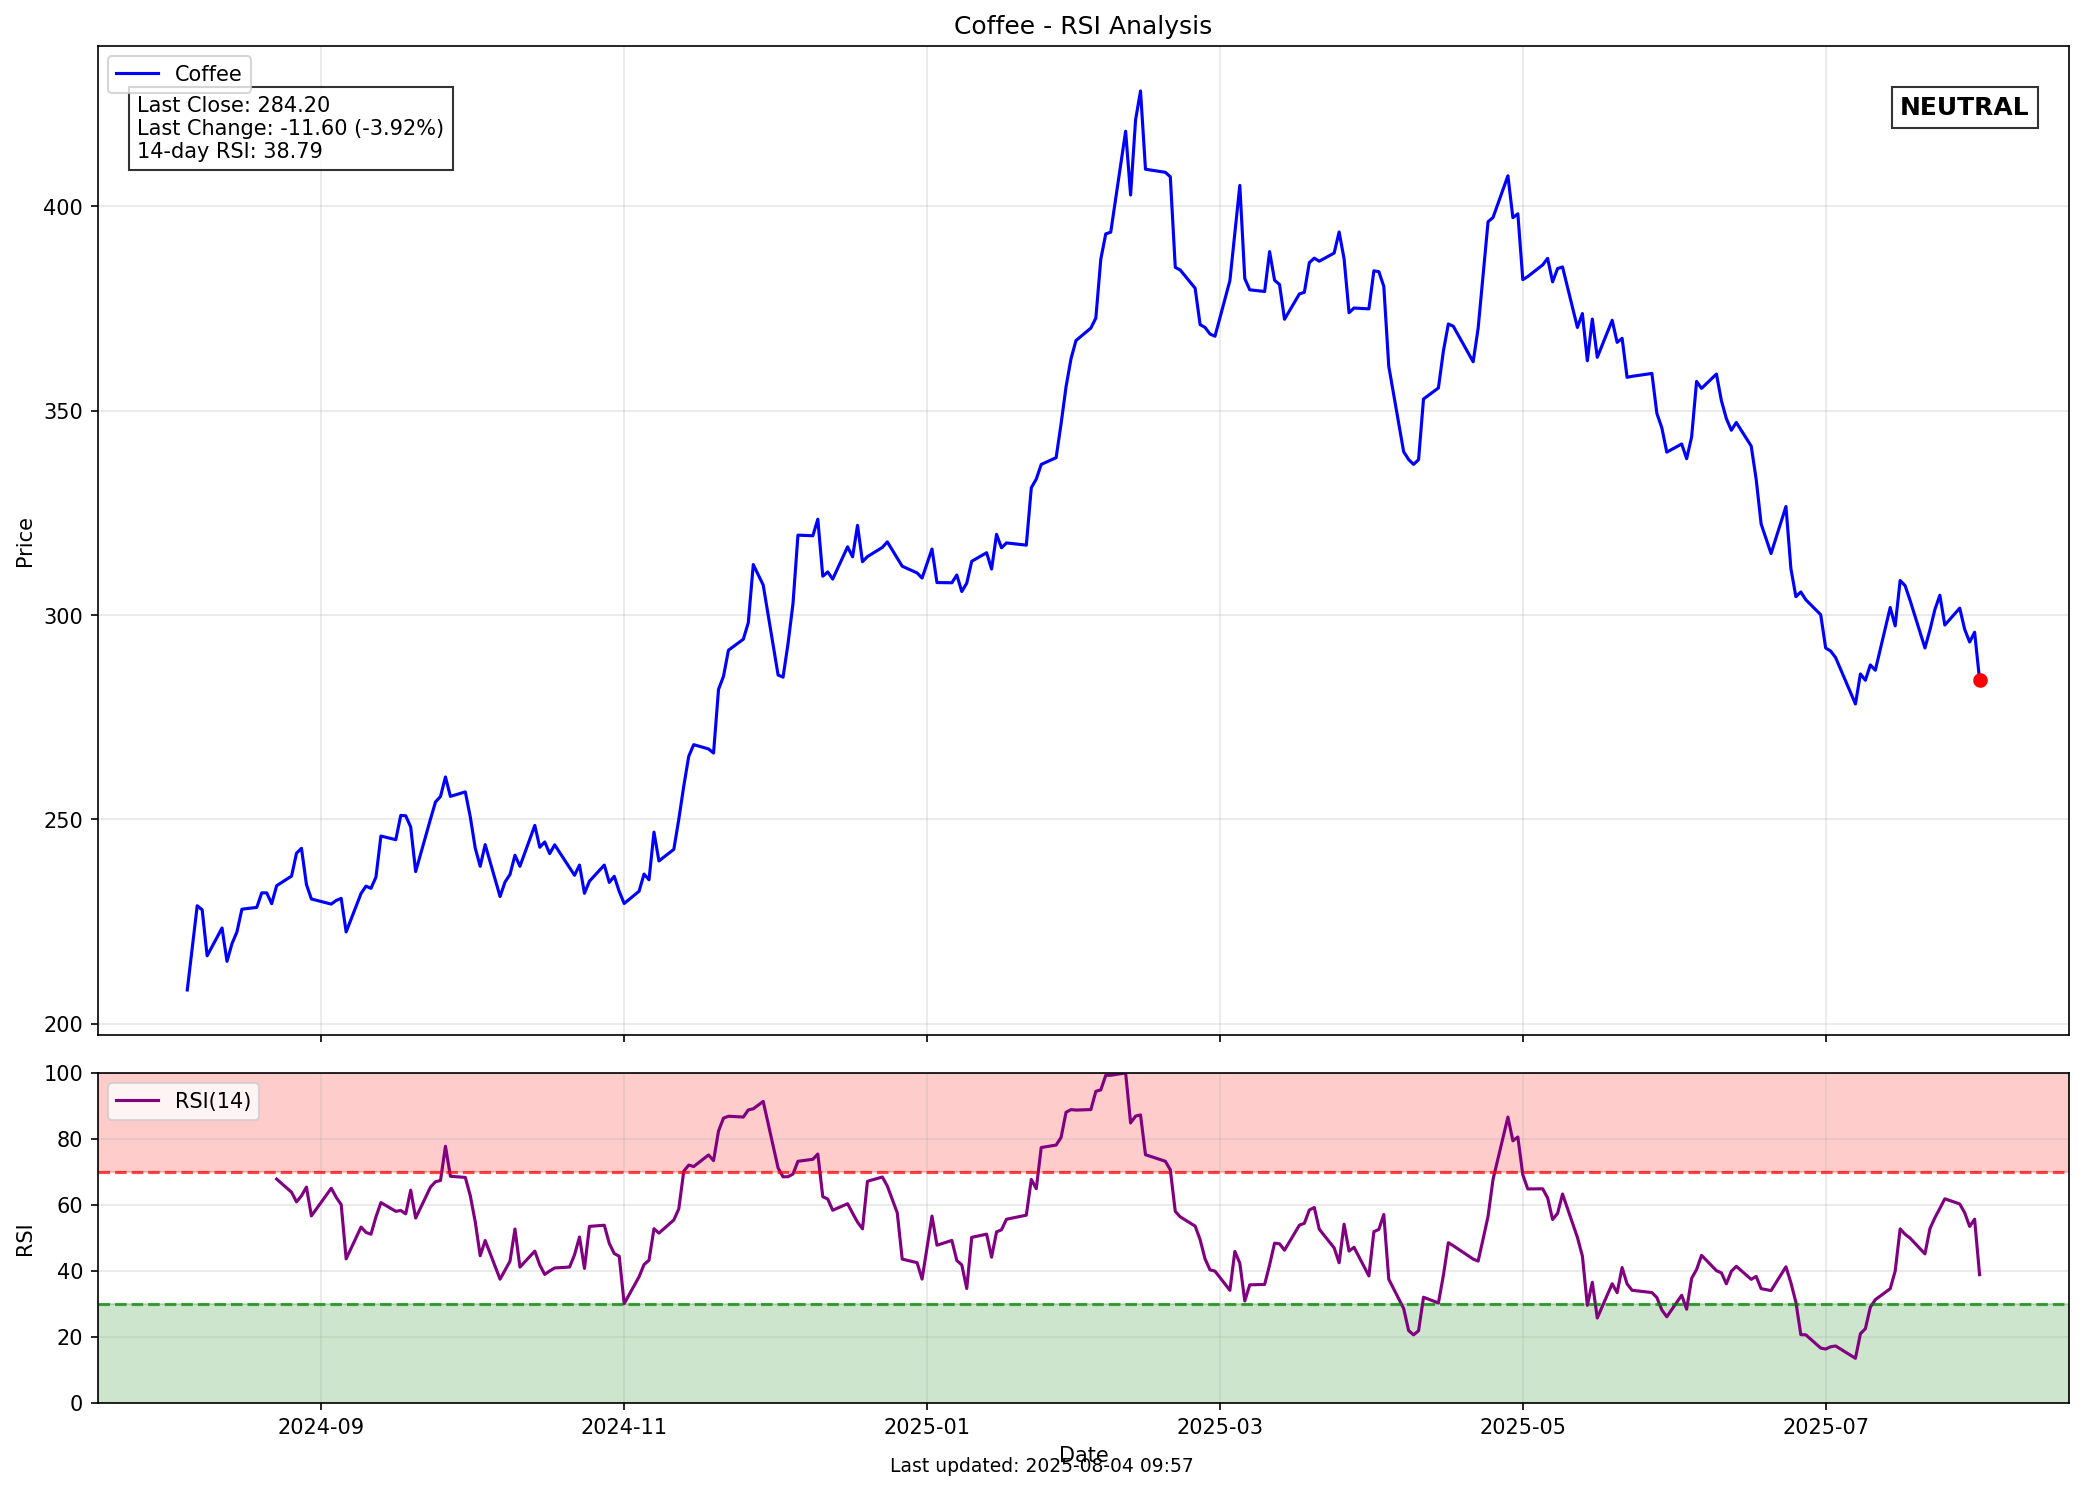 Coffee - RSI Analysis
Coffee
Last Close: 284.20
Last Change: -11.60 (-3.92%)
14-day RSI: 38.79
NEUTRAL
400
350
300
250
200
Price
RSI(14)
100
80
60
40
20
0
RSI
2024-09
2024-11
2025-01
2025-03
2025-05
2025-07
Date
Last updated: 2025-08-04 09:57